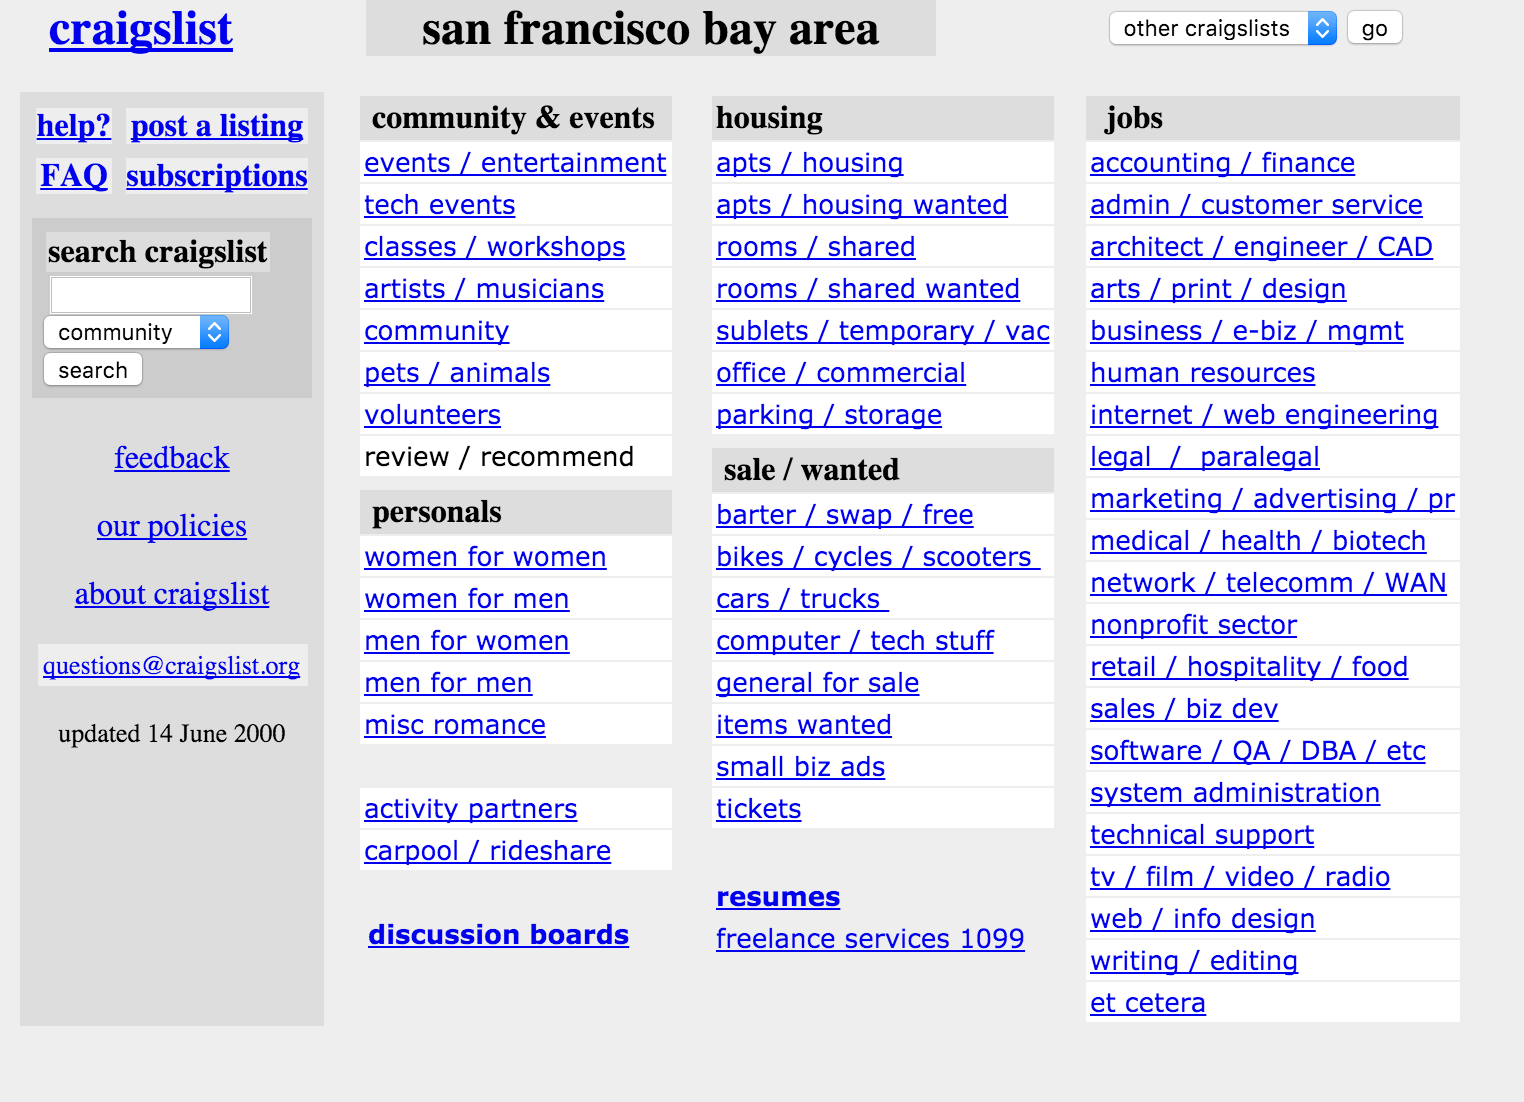 craigslist
san francisco bay area
other craigslists
go
help? post a listing
FAQ subscriptions
search craigslist
community
search
feedback
our policies
about craigslist
questions@craigslist.org
updated 14 June 2000
community & events
events / entertainment
tech events
classes / workshops
artists / musicians
community
pets / animals
volunteers
review / recommend
personals
women for women
women for men
men for women
men for men
misc romance
activity partners
carpool / rideshare
discussion boards
housing
apts / housing
apts / housing wanted
rooms / shared
rooms / shared wanted
sublets / temporary / vac
office / commercial
parking / storage
sale / wanted
barter / swap / free
bikes / cycles / scooters
cars / trucks
computer / tech stuff
general for sale
items wanted
small biz ads
tickets
resumes
freelance services 1099
jobs
accounting / finance
admin / customer service
architect / engineer / CAD
arts / print / design
business / e-biz / mgmt
human resources
internet / web engineering
legal / paralegal
marketing / advertising / pr
medical / health / biotech
network / telecomm / WAN
nonprofit sector
retail / hospitality / food
sales / biz dev
software / QA / DBA / etc
system administration
technical support
tv / film / video / radio
web / info design
writing / editing
et cetera